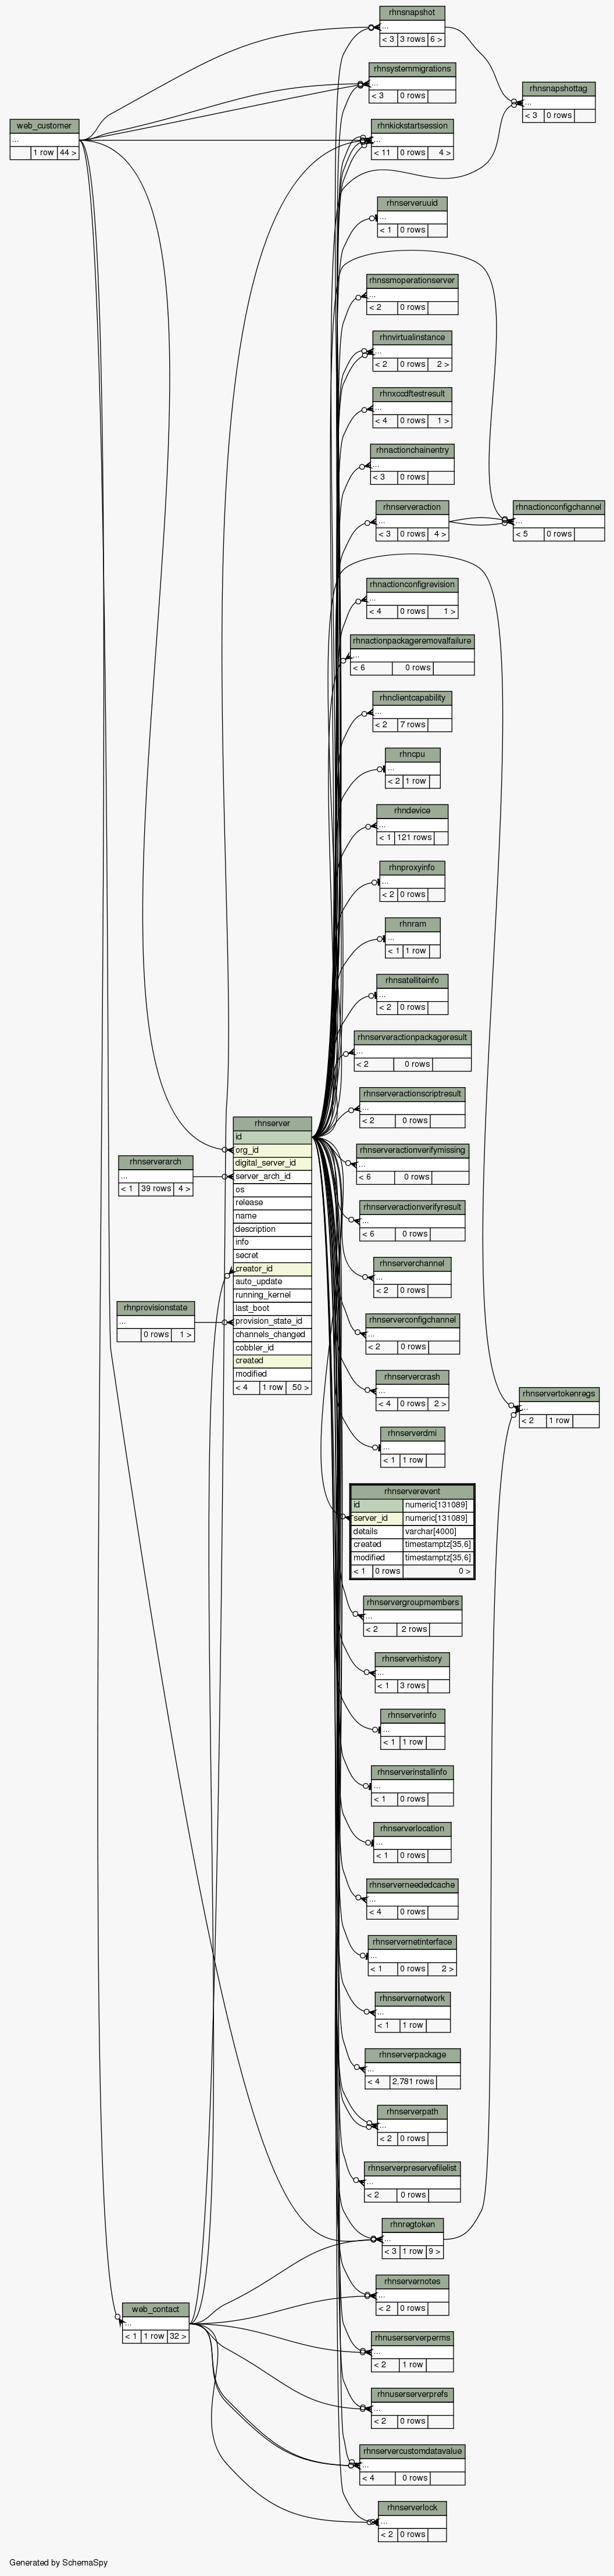 rhnsnapshot
...
< 3 3 rows 6 >
rhnsystemmigrations
...
< 3 0 rows
rhnsnapshottag
...
< 3 0 rows
web_customer
...
1 row 44 >
rhnkickstartsession
...
< 11 0 rows 4 >
rhnserveruuid
...
< 1 0 rows
rhnssmoperationserver
...
< 2 0 rows
rhnvirtualinstance
...
< 2 0 rows 2 >
rhnxccdftestresult
...
< 4 0 rows 1 >
rhnactionchainentry
...
< 3 0 rows
rhnserveraction
...
< 3 0 rows 4 >
rhnactionconfigchannel
...
< 5 0 rows
rhnactionconfigrevision
...
< 4 0 rows 1 >
rhnactionpackageremovalfailure
...
< 6 0 rows
rhnclientcapability
...
< 2 7 rows
rhncpu
...
< 2 1 row
rhndevice
...
< 1 121 rows
rhnproxyinfo
...
< 2 0 rows
rhnram
...
< 1 1 row
rhnsatelliteinfo
...
< 2 0 rows
rhnserveractionpackageresult
...
< 2 0 rows
rhnserveractionscriptresult
...
< 2 0 rows
rhnserver
id
org_id
digital_server_id
server_arch_id
os
release
name
description
info
secret
creator_id
auto_update
running_kernel
last_boot
provision_state_id
channels_changed
cobbler_id
created
modified
< 4 1 row 50 >
rhnserverarch
...
< 1 39 rows 4 >
rhnprovisionstate
...
0 rows 1 >
rhnserveractionverifymissing
...
< 6 0 rows
rhnserveractionverifyresult
...
< 6 0 rows
rhnserverchannel
...
< 2 0 rows
rhnserverconfigchannel
...
< 2 0 rows
rhnservercrash
...
< 4 0 rows 2 >
rhnservertokenregs
...
< 2 1 row
rhnserverdmi
...
< 1 1 row
rhnserverevent
id numeric[131089]
server_id numeric[131089]
details varchar[4000]
created timestamptz[35,6]
modified timestamptz[35,6]
< 1 0 rows 0 >
rhnservergroupmembers
...
< 2 2 rows
rhnserverhistory
...
< 1 3 rows
rhnserverinfo
...
< 1 1 row
rhnserverinstallinfo
...
< 1 0 rows
rhnserverlocation
...
< 1 0 rows
rhnserverneededcache
...
< 4 0 rows
rhnservernetinterface
...
< 1 0 rows 2 >
rhnservernetwork
...
< 1 1 row
rhnserverpackage
...
< 4 2,781 rows
rhnserverpath
...
< 2 0 rows
rhnserverpreservefilelist
...
< 2 0 rows
rhnregtoken
...
< 3 1 row 9 >
rhnservernotes
...
< 2 0 rows
web_contact
...
< 1 1 row 32 >
rhnuserserverperms
...
< 2 1 row
rhnuserserverprefs
...
< 2 0 rows
rhnservercustomdatavalue
...
< 4 0 rows
rhnserverlock
...
< 2 0 rows
Generated by SchemaSpy